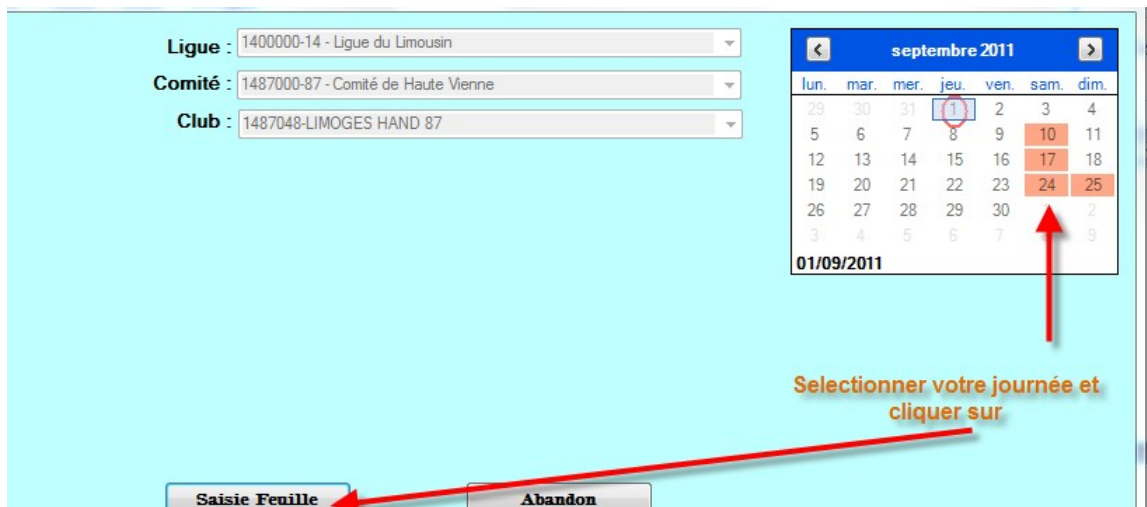 Ligue : 1400000-14 - Ligue du Limousin
Comité : 1487000-87 - Comité de Haute Vienne
Club : 1487048-LIMOGES HAND 87
septembre 2011
lun. mar. mer. jeu. ven. sam. dim.
29 30 31 1 2 3 4
5 6 7 8 9 10 11
12 13 14 15 16 17 18
19 20 21 22 23 24 25
26 27 28 29 30 2
3 4 5 6 7 8 9
01/09/2011
Selectionner votre journée et
cliquer sur
Saisie Feuille Abandon